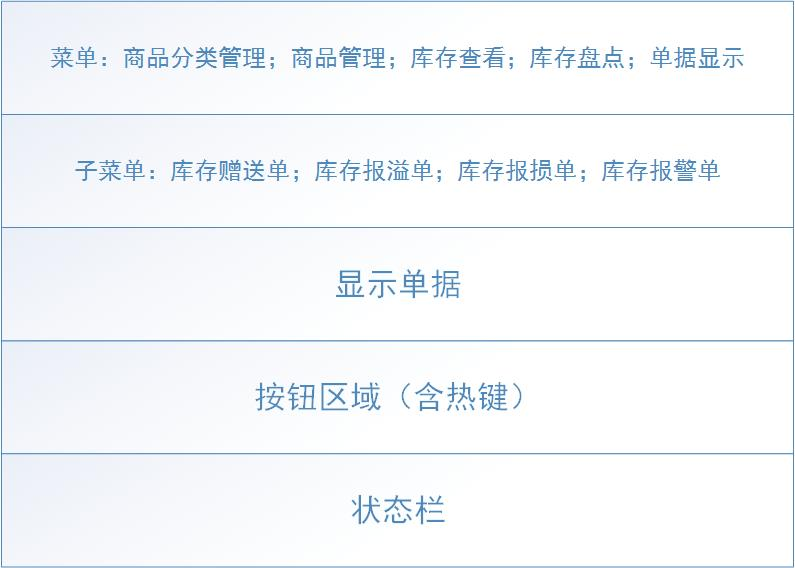 菜单：商品分类管理；商品管理；库存查看；库存盘点；单据显示
子菜单：库存赠送单；库存报溢单；库存报损单；库存报警单
显示单据
按钮区域（含热键）
状态栏